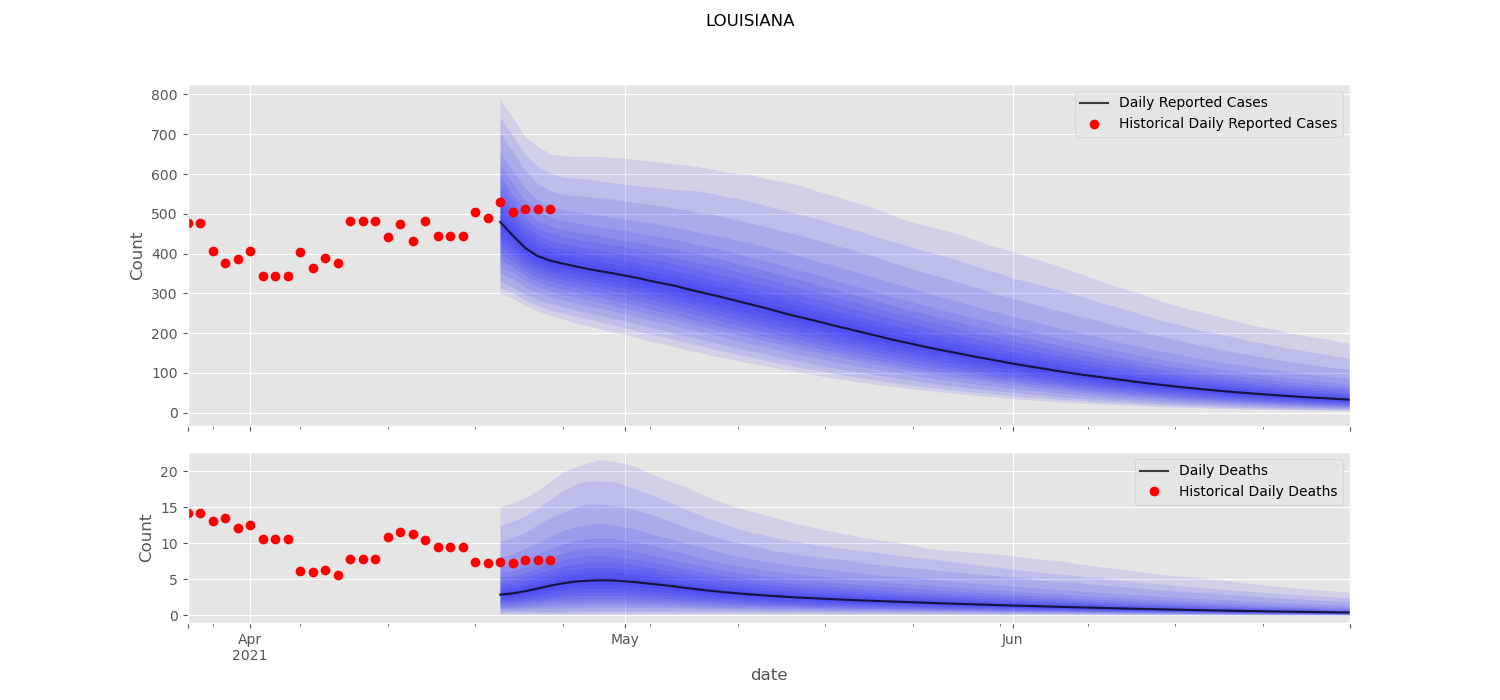 LOUISIANA
800
700
600
500
400
300
200
100
0
Count
Daily Reported Cases
Historical Daily Reported Cases
20
15
10
5
0
Count
Daily Deaths
Historical Daily Deaths
Apr
2021
May
Jun
date